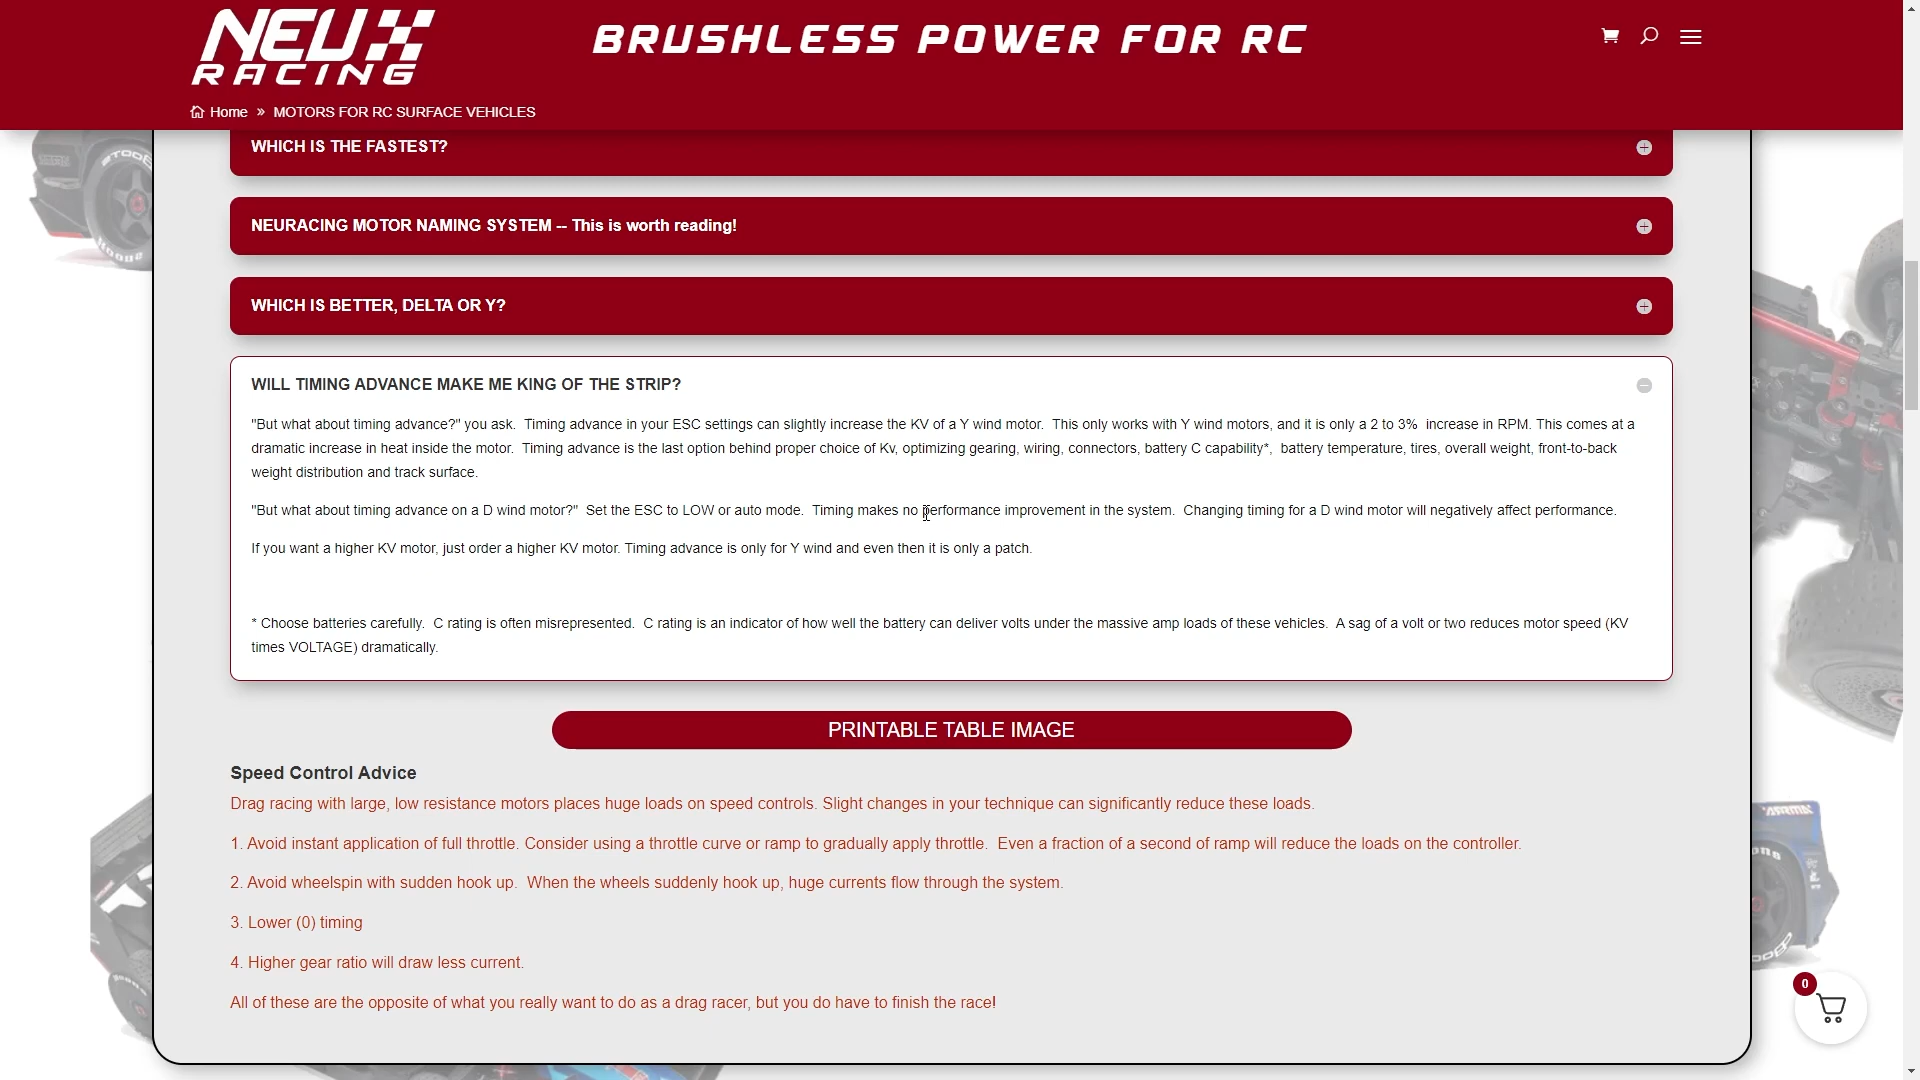 NEU RACING
BRUSHLESS POWER FOR RC
Home » MOTORS FOR RC SURFACE VEHICLES
WHICH IS THE FASTEST?
NEURACING MOTOR NAMING SYSTEM -- This is worth reading!
WHICH IS BETTER, DELTA OR Y?
WILL TIMING ADVANCE MAKE ME KING OF THE STRIP?
"But what about timing advance?" you ask.  Timing advance in your ESC settings can slightly increase the KV of a Y wind motor.  This only works with Y wind motors, and it is only a 2 to 3%  increase in RPM. This comes at a
dramatic increase in heat inside the motor.  Timing advance is the last option behind proper choice of Kv, optimizing gearing, wiring, connectors, battery C capability*,  battery temperature, tires, overall weight, front-to-back
weight distribution and track surface.
"But what about timing advance on a D wind motor?"  Set the ESC to LOW or auto mode.  Timing makes no performance improvement in the system.  Changing timing for a D wind motor will negatively affect performance.
If you want a higher KV motor, just order a higher KV motor. Timing advance is only for Y wind and even then it is only a patch.
* Choose batteries carefully.  C rating is often misrepresented.  C rating is an indicator of how well the battery can deliver volts under the massive amp loads of these vehicles.  A sag of a volt or two reduces motor speed (KV
times VOLTAGE) dramatically.
PRINTABLE TABLE IMAGE
Speed Control Advice
Drag racing with large, low resistance motors places huge loads on speed controls. Slight changes in your technique can significantly reduce these loads.
1. Avoid instant application of full throttle. Consider using a throttle curve or ramp to gradually apply throttle.  Even a fraction of a second of ramp will reduce the loads on the controller.
2. Avoid wheelspin with sudden hook up.  When the wheels suddenly hook up, huge currents flow through the system.
3. Lower (0) timing
4. Higher gear ratio will draw less current.
All of these are the opposite of what you really want to do as a drag racer, but you do have to finish the race!
0